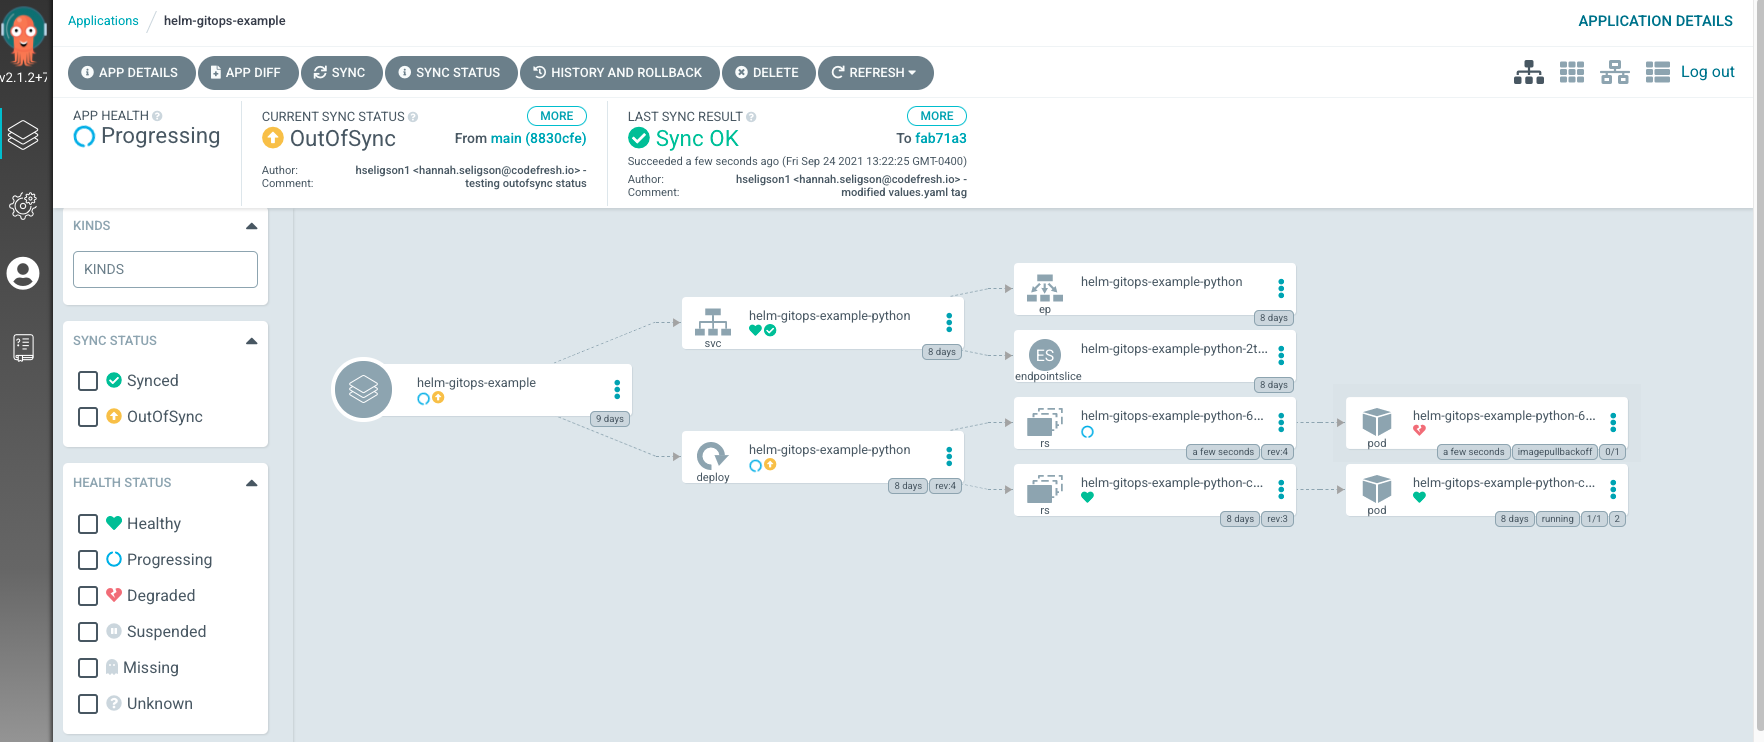 Applications / helm-gitops-example
APPLICATION DETAILS
v2.1.2+7
APP DETAILS
APP DIFF
SYNC
SYNC STATUS
HISTORY AND ROLLBACK
DELETE
REFRESH
Log out
APP HEALTH
Progressing
CURRENT SYNC STATUS
MORE
OutOfSync
From main (8830cfe)
Author: hseligson1 <hannah.seligson@codefresh.io> -
Comment: testing outofsync status
LAST SYNC RESULT
MORE
Sync OK
To fab71a3
Succeeded a few seconds ago (Fri Sep 24 2021 13:22:25 GMT-0400)
Author: hseligson1 <hannah.seligson@codefresh.io> -
Comment: modified values.yaml tag
KINDS
KINDS
SYNC STATUS
Synced
OutOfSync
HEALTH STATUS
Healthy
Progressing
Degraded
Suspended
Missing
Unknown
helm-gitops-example
9 days
helm-gitops-example-python
svc
8 days
helm-gitops-example-python
deploy
8 days rev:4
helm-gitops-example-python
ep
8 days
ES
helm-gitops-example-python-2t...
endpointslice
8 days
helm-gitops-example-python-6...
rs
a few seconds rev:4
helm-gitops-example-python-c...
rs
8 days rev:3
helm-gitops-example-python-6...
pod
a few seconds imagepullbackoff 0/1
helm-gitops-example-python-c...
pod
8 days running 1/1 2